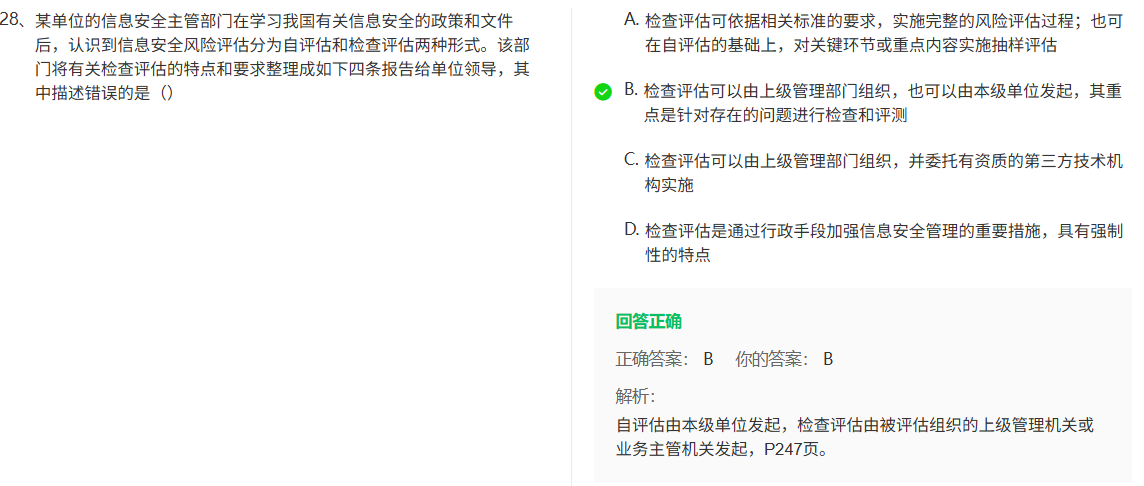 28、某单位的信息安全主管部门在学习我国有关信息安全的政策和文件
后，认识到信息安全风险评估分为自评估和检查评估两种形式。该部
门将有关检查评估的特点和要求整理成如下四条报告给单位领导，其
中描述错误的是（）
A. 检查评估可依据相关标准的要求，实施完整的风险评估过程；也可
在自评估的基础上，对关键环节或重点内容实施抽样评估
B. 检查评估可以由上级管理部门组织，也可以由本级单位发起，其重
点是针对存在的问题进行检查和评测
C. 检查评估可以由上级管理部门组织，并委托有资质的第三方技术机
构实施
D. 检查评估是通过行政手段加强信息安全管理的重要措施，具有强制
性的特点
回答正确
正确答案： B 你的答案： B
解析：
自评估由本级单位发起，检查评估由被评估组织的上级管理机关或
业务主管机关发起，P247页。